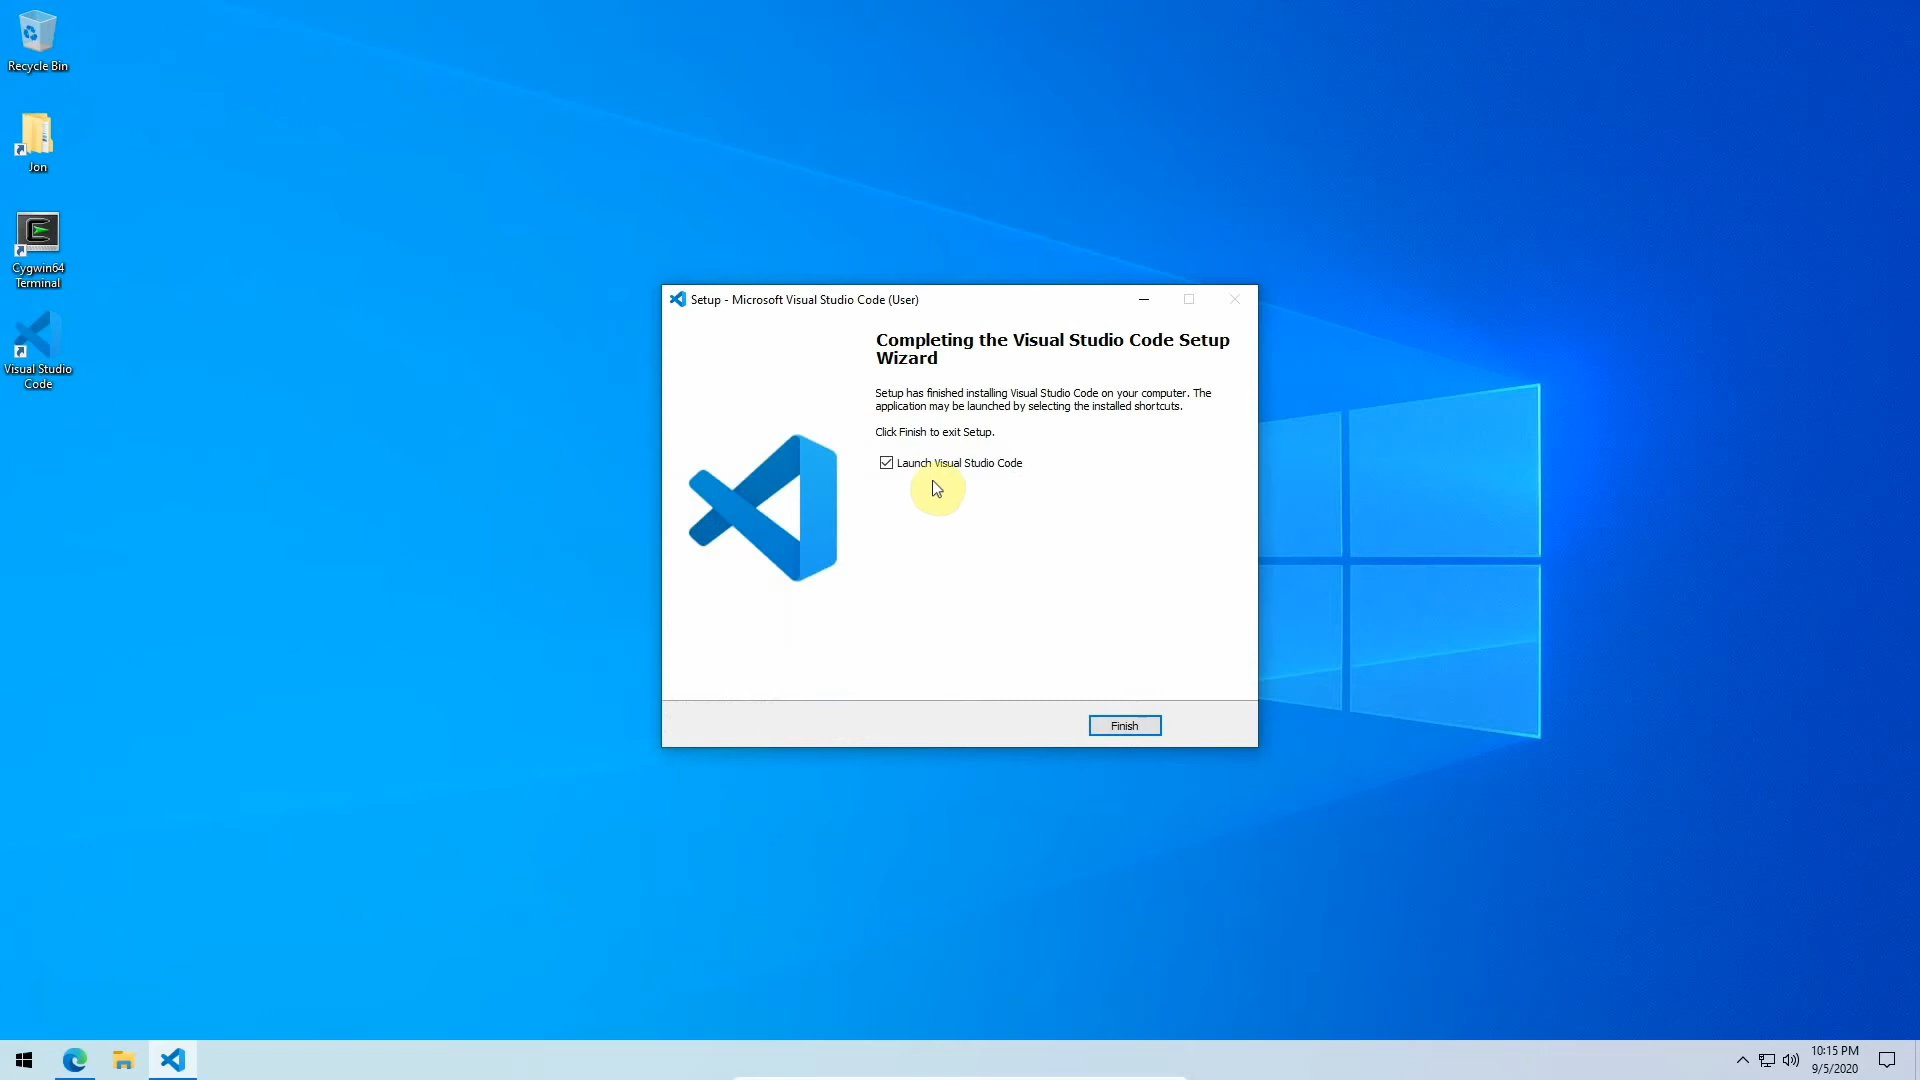 Recycle Bin
Jon
Cygwin64
Terminal
Visual Studio
Code
Setup - Microsoft Visual Studio Code (User)
Completing the Visual Studio Code Setup
Wizard
Setup has finished installing Visual Studio Code on your computer. The
application may be launched by selecting the installed shortcuts.
Click Finish to exit Setup.
Launch Visual Studio Code
Finish
10:15 PM
9/5/2020